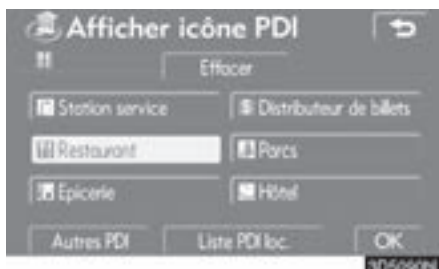 Afficher icône PDI
Effacer
Station service
Distributeur de billets
Restaurant
Parcs
Epicerie
Hôtel
Autres PDI
Liste PDI loc.
OK